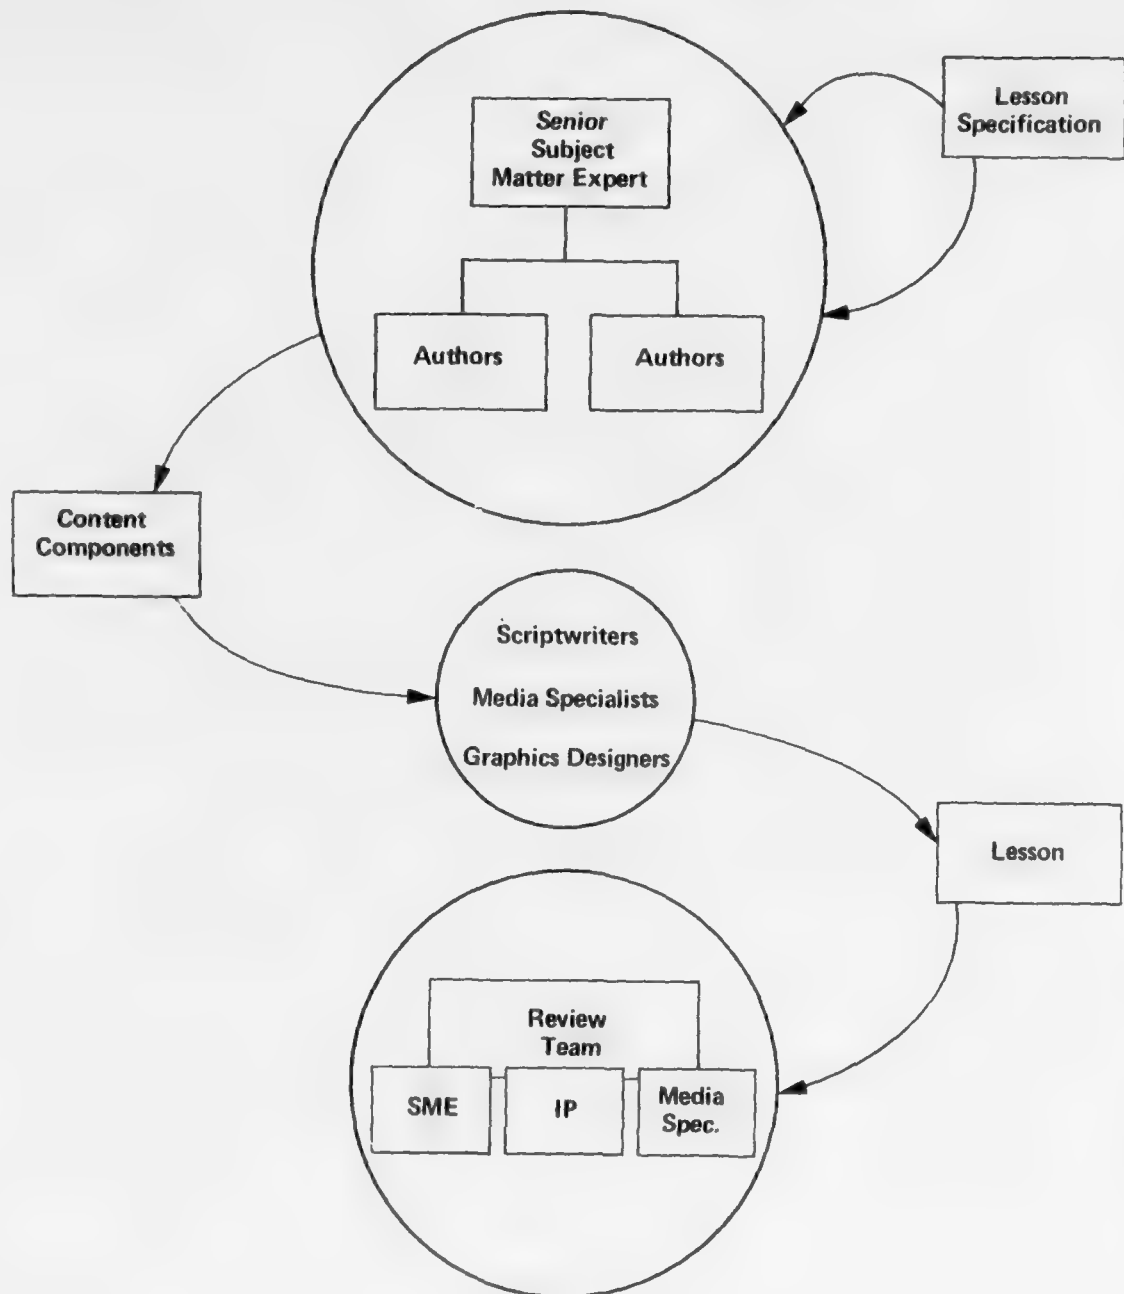 Senior
Subject
Matter Expert
Lesson
Specification
Authors
Authors
Content
Components
Scriptwriters
Media Specialists
Graphics Designers
Lesson
Review
Team
SME
IP
Media
Spec.